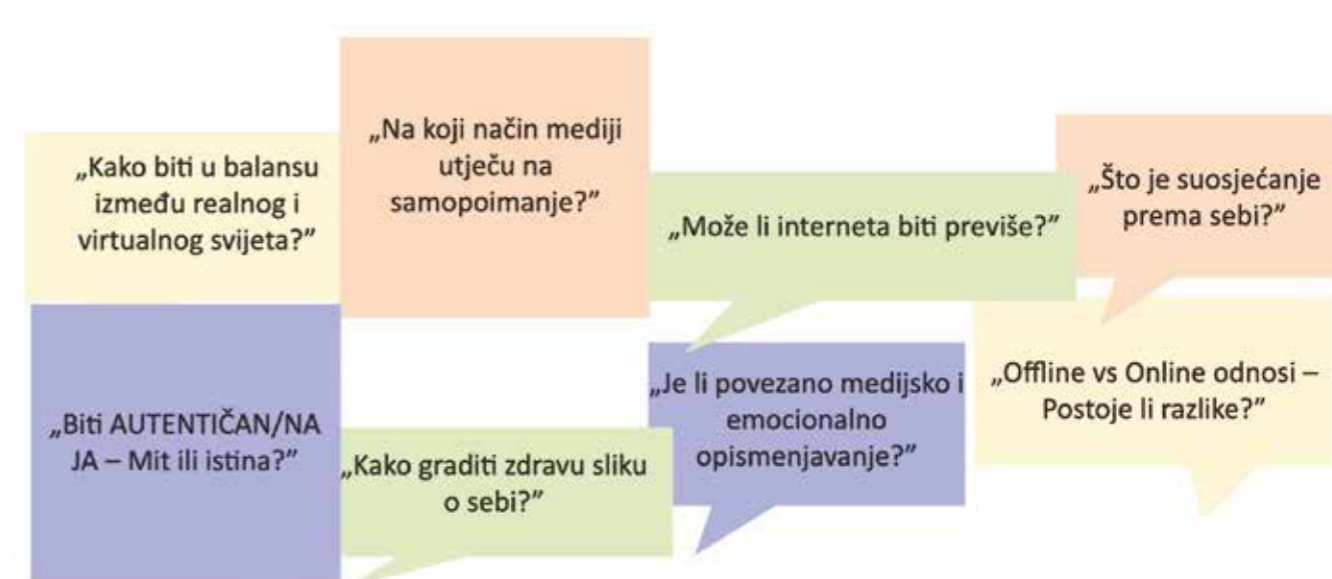 „Kako biti u balansu
između realnog i
virtualnog svijeta?”
„Na koji način mediji
utječu na
samopoimanje?”
„Može li interneta biti previše?”
„Što je suosjećanje
prema sebi?”
„Biti AUTENTIČAN/NA
JA – Mit ili istina?”
„Kako graditi zdravu sliku
o sebi?”
„Je li povezano medijsko i
emocionalno
opismenjavanje?”
„Offline vs Online odnosi –
Postoje li razlike?”